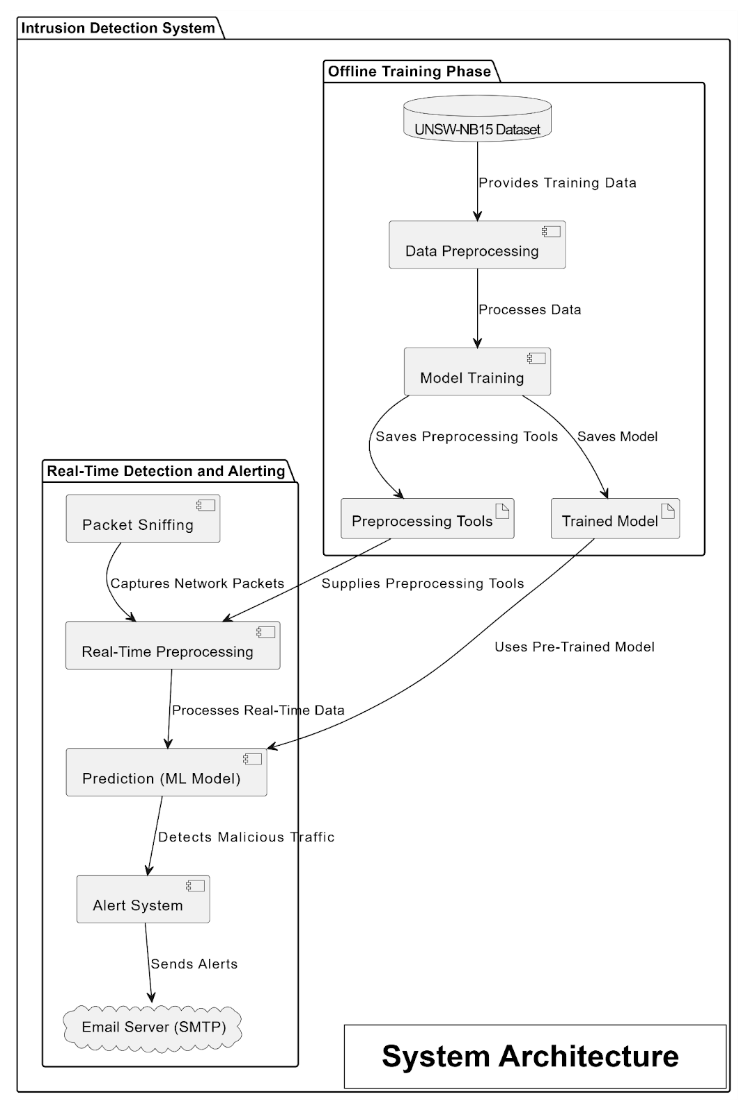 Intrusion Detection System
Offline Training Phase
UNSW-NB15 Dataset
Provides Training Data
Data Preprocessing
Processes Data
Model Training
Saves Preprocessing Tools
Saves Model
Preprocessing Tools
Trained Model
Real-Time Detection and Alerting
Packet Sniffing
Captures Network Packets
Supplies Preprocessing Tools
Real-Time Preprocessing
Uses Pre-Trained Model
Processes Real-Time Data
Prediction (ML Model)
Detects Malicious Traffic
Alert System
Sends Alerts
Email Server (SMTP)
System Architecture